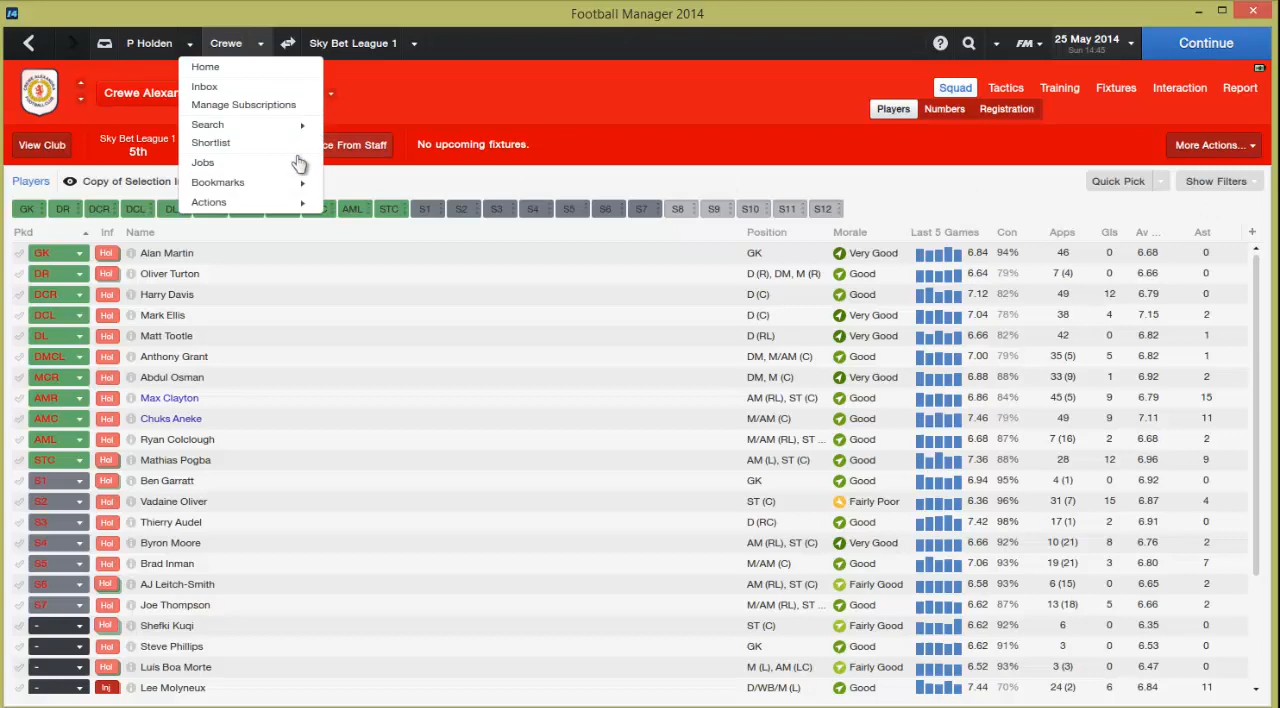 14 Football Manager 2014
P Holden Crewe Sky Bet League 1 FM 25 May 2014 Sun 14:45 Continue
Home
Inbox
Manage Subscriptions
Search
Shortlist
Jobs
Bookmarks
Actions
Crewe Alexan
Squad Tactics Training Fixtures Interaction Report
Players Numbers Registration
View Club Sky Bet League 1 5th ce From Staff No upcoming fixtures. More Actions...
Players Copy of Selection In Quick Pick Show Filters
GK DR DCR DCL DL C AML STC S1 S2 S3 S4 S5 S6 S7 S8 S9 S10 S11 S12
Pkd Inf Name Position Morale Last 5 Games Con Apps Gls Av ... Ast +
GK Hol Alan Martin GK Very Good 6.84 94% 46 0 6.68 0
DR Hol Oliver Turton D (R), DM, M (R) Good 6.64 79% 7 (4) 0 6.66 0
DCR Hol Harry Davis D (C) Good 7.12 82% 49 12 6.79 0
DCL Hol Mark Ellis D (C) Very Good 7.04 78% 38 4 7.15 2
DL Hol Matt Tootle D (RL) Very Good 6.66 82% 42 0 6.82 1
DMCL Hol Anthony Grant DM, M/AM (C) Good 7.00 79% 35 (5) 5 6.82 1
MCR Hol Abdul Osman DM, M (C) Very Good 6.88 88% 33 (9) 1 6.92 2
AMR Hol Max Clayton AM (RL), ST (C) Good 6.86 84% 45 (5) 9 6.79 15
AMC Hol Chuks Aneke M/AM (C) Good 7.46 79% 49 9 7.11 11
AML Hol Ryan Colclough M/AM (RL), ST ... Good 6.68 87% 7 (16) 2 6.68 2
STC Hol Mathias Pogba AM (L), ST (C) Good 7.36 88% 28 12 6.96 9
S1 Hol Ben Garratt GK Good 6.94 95% 4 (1) 0 6.92 0
S2 Hol Vadaine Oliver ST (C) Fairly Poor 6.36 96% 31 (7) 15 6.87 4
S3 Hol Thierry Audel D (RC) Good 7.42 98% 17 (1) 2 6.91 0
S4 Hol Byron Moore AM (RL), ST (C) Very Good 6.66 92% 10 (21) 8 6.76 2
S5 Hol Brad Inman M/AM (C) Good 7.06 93% 19 (21) 3 6.80 7
S6 Hol AJ Leitch-Smith AM (RL), ST (C) Fairly Good 6.58 93% 6 (15) 0 6.65 2
S7 Hol Joe Thompson M/AM (RL), ST ... Good 6.62 87% 13 (18) 5 6.66 2
- Hol Shefki Kuqi ST (C) Fairly Good 6.62 92% 6 0 6.35 0
- Hol Steve Phillips GK Good 6.62 91% 3 0 6.53 0
- Hol Luís Boa Morte M (L), AM (LC) Fairly Good 6.52 93% 3 (3) 0 6.47 0
- Inj Lee Molyneux D/WB/M (L) Good 7.44 70% 24 (2) 6 6.84 11